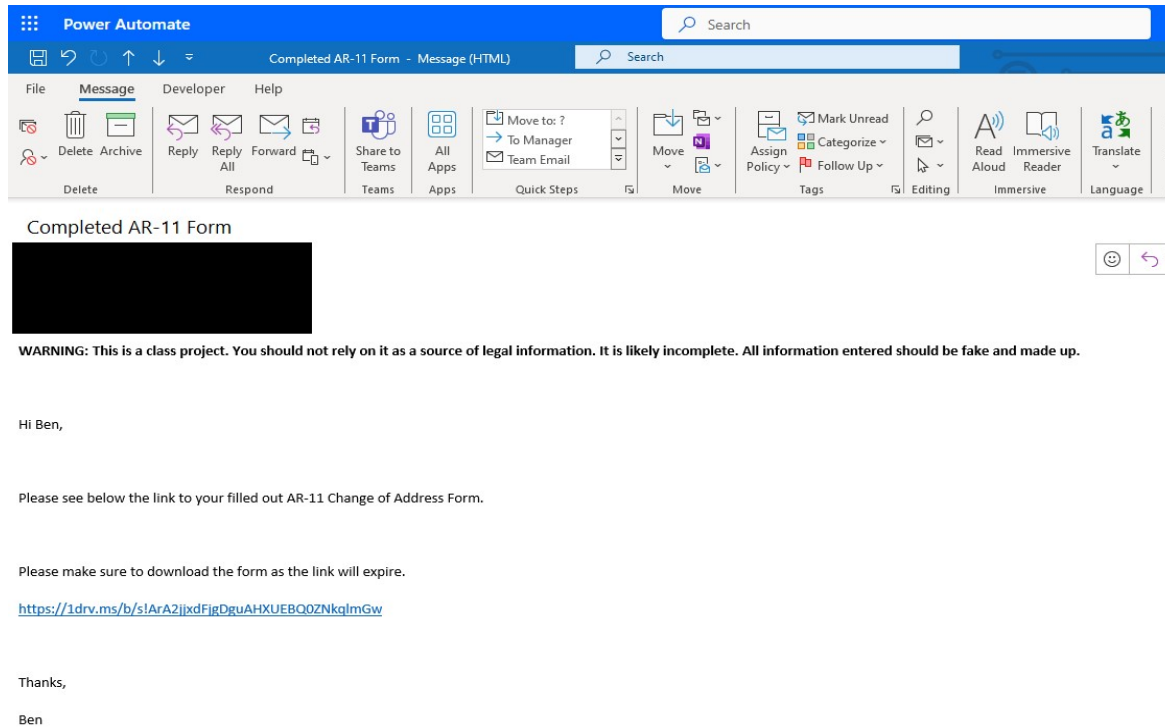 Power Automate
Search
Completed AR-11 Form - Message (HTML)
Search
File Message Developer Help
Delete Archive
Reply Reply All Forward
Share to Teams
All Apps
Move to: ?
To Manager
Team Email
Move
Assign Policy
Mark Unread
Categorize
Follow Up
Read Aloud
Immersive Reader
Translate
Delete Respond Teams Apps Quick Steps Move Tags Editing Immersive Language
Completed AR-11 Form
WARNING: This is a class project. You should not rely on it as a source of legal information. It is likely incomplete. All information entered should be fake and made up.
Hi Ben,
Please see below the link to your filled out AR-11 Change of Address Form.
Please make sure to download the form as the link will expire.
https://1drv.ms/b/s!ArA2jjxdFjgDguAHXUEBQ0ZNkqlmGw
Thanks,
Ben